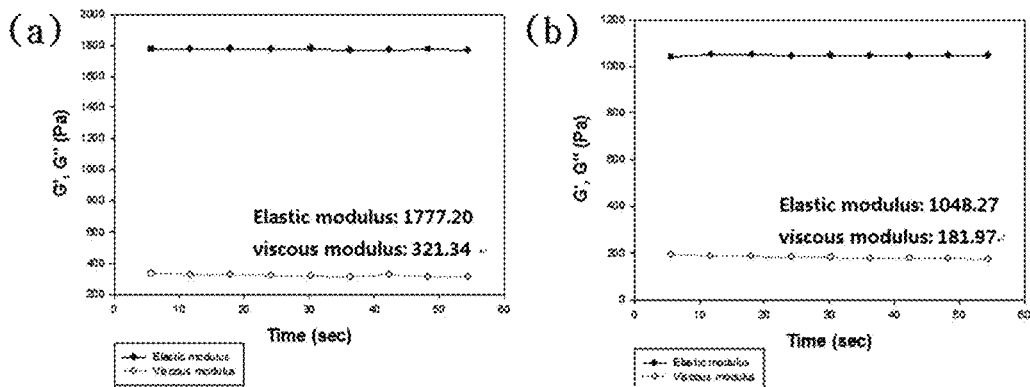 (a)
2000
1800
1600
1400
1200
1000
800
600
400
200
G', G'' (Pa)
Elastic modulus: 1777.20
viscous modulus: 321.34
0 10 20 30 40 50 60
Time (sec)
Elastic modulus
Viscous modulus
(b)
1200
1000
800
600
400
200
0
G', G'' (Pa)
Elastic modulus: 1048.27
viscous modulus: 181.97
0 10 20 30 40 50 60
Time (sec)
Elastic modulus
Viscous modulus